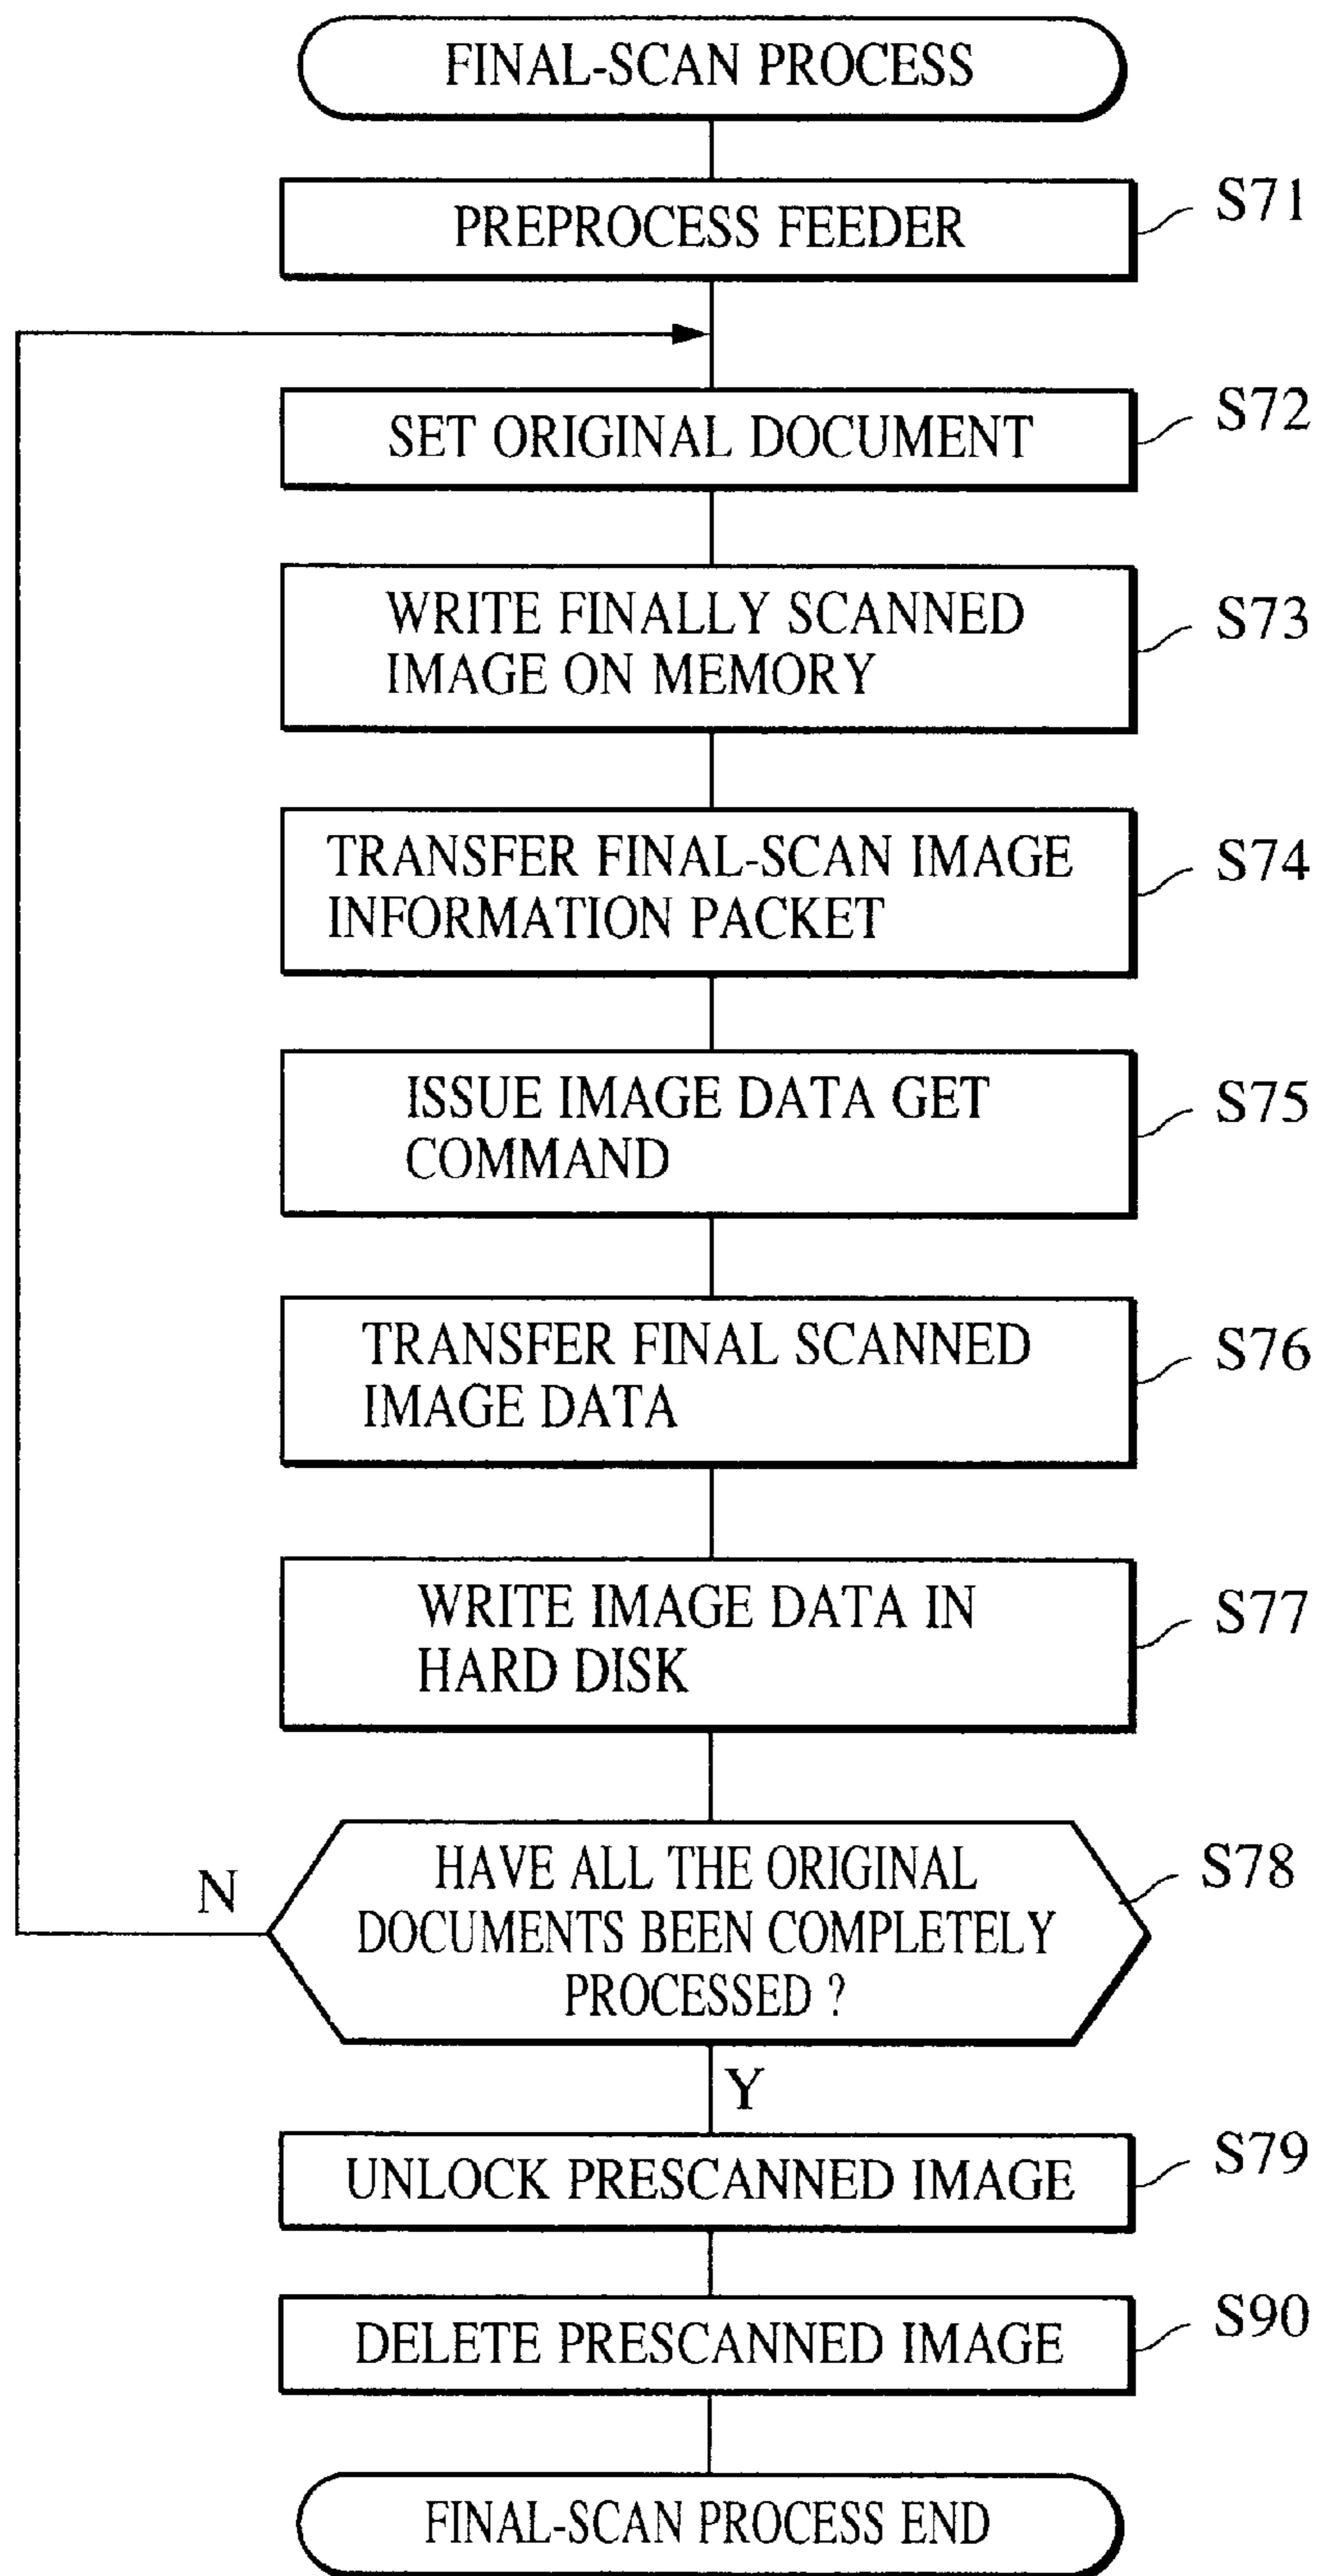 FINAL-SCAN PROCESS
PREPROCESS FEEDER
S71
SET ORIGINAL DOCUMENT
S72
WRITE FINALLY SCANNED
IMAGE ON MEMORY
S73
TRANSFER FINAL-SCAN IMAGE
INFORMATION PACKET
S74
ISSUE IMAGE DATA GET
COMMAND
S75
TRANSFER FINAL SCANNED
IMAGE DATA
S76
WRITE IMAGE DATA IN
HARD DISK
S77
HAVE ALL THE ORIGINAL
DOCUMENTS BEEN COMPLETELY
PROCESSED ?
S78
N
Y
UNLOCK PRESCANNED IMAGE
S79
DELETE PRESCANNED IMAGE
S90
FINAL-SCAN PROCESS END